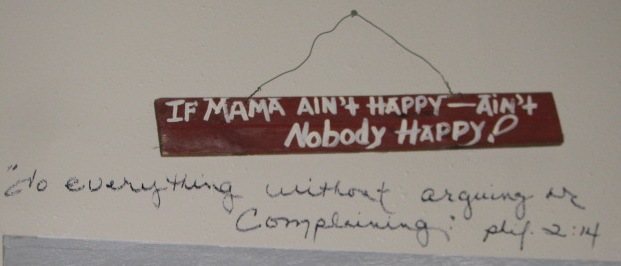 IF MAMA AIN't HAPPY—AiN't
Nobody HAPPY!
"do everything without arguing or
Complaining." phil. 2:14